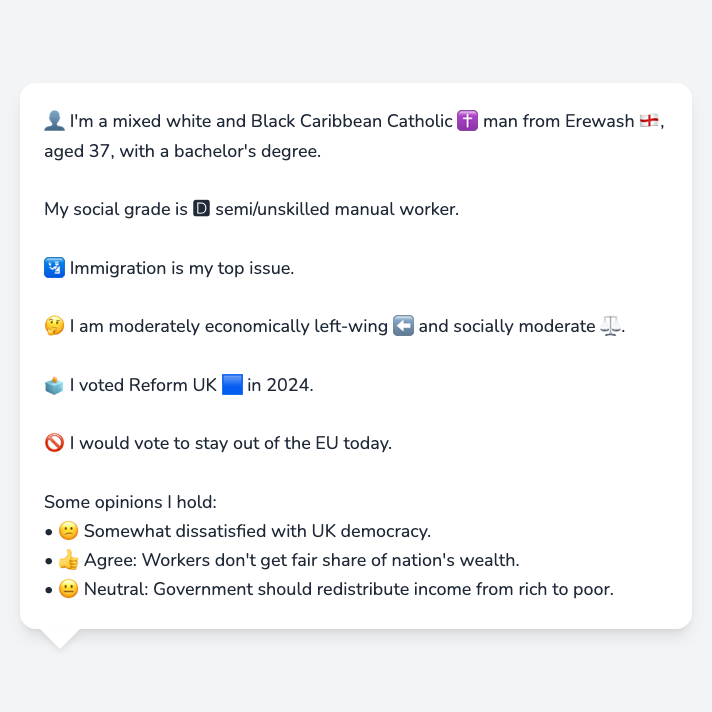 👤 I'm a mixed white and Black Caribbean Catholic ✝️ man from Erewash 🏴󠁧󠁢󠁥󠁮󠁧󠁿,
aged 37, with a bachelor's degree.
My social grade is 🅳 semi/unskilled manual worker.
🛂 Immigration is my top issue.
🤔 I am moderately economically left-wing ⬅️ and socially moderate ⚖️.
🗳️ I voted Reform UK 🟦 in 2024.
🚫 I would vote to stay out of the EU today.
Some opinions I hold:
• 🙁 Somewhat dissatisfied with UK democracy.
• 👍 Agree: Workers don't get fair share of nation's wealth.
• 😐 Neutral: Government should redistribute income from rich to poor.